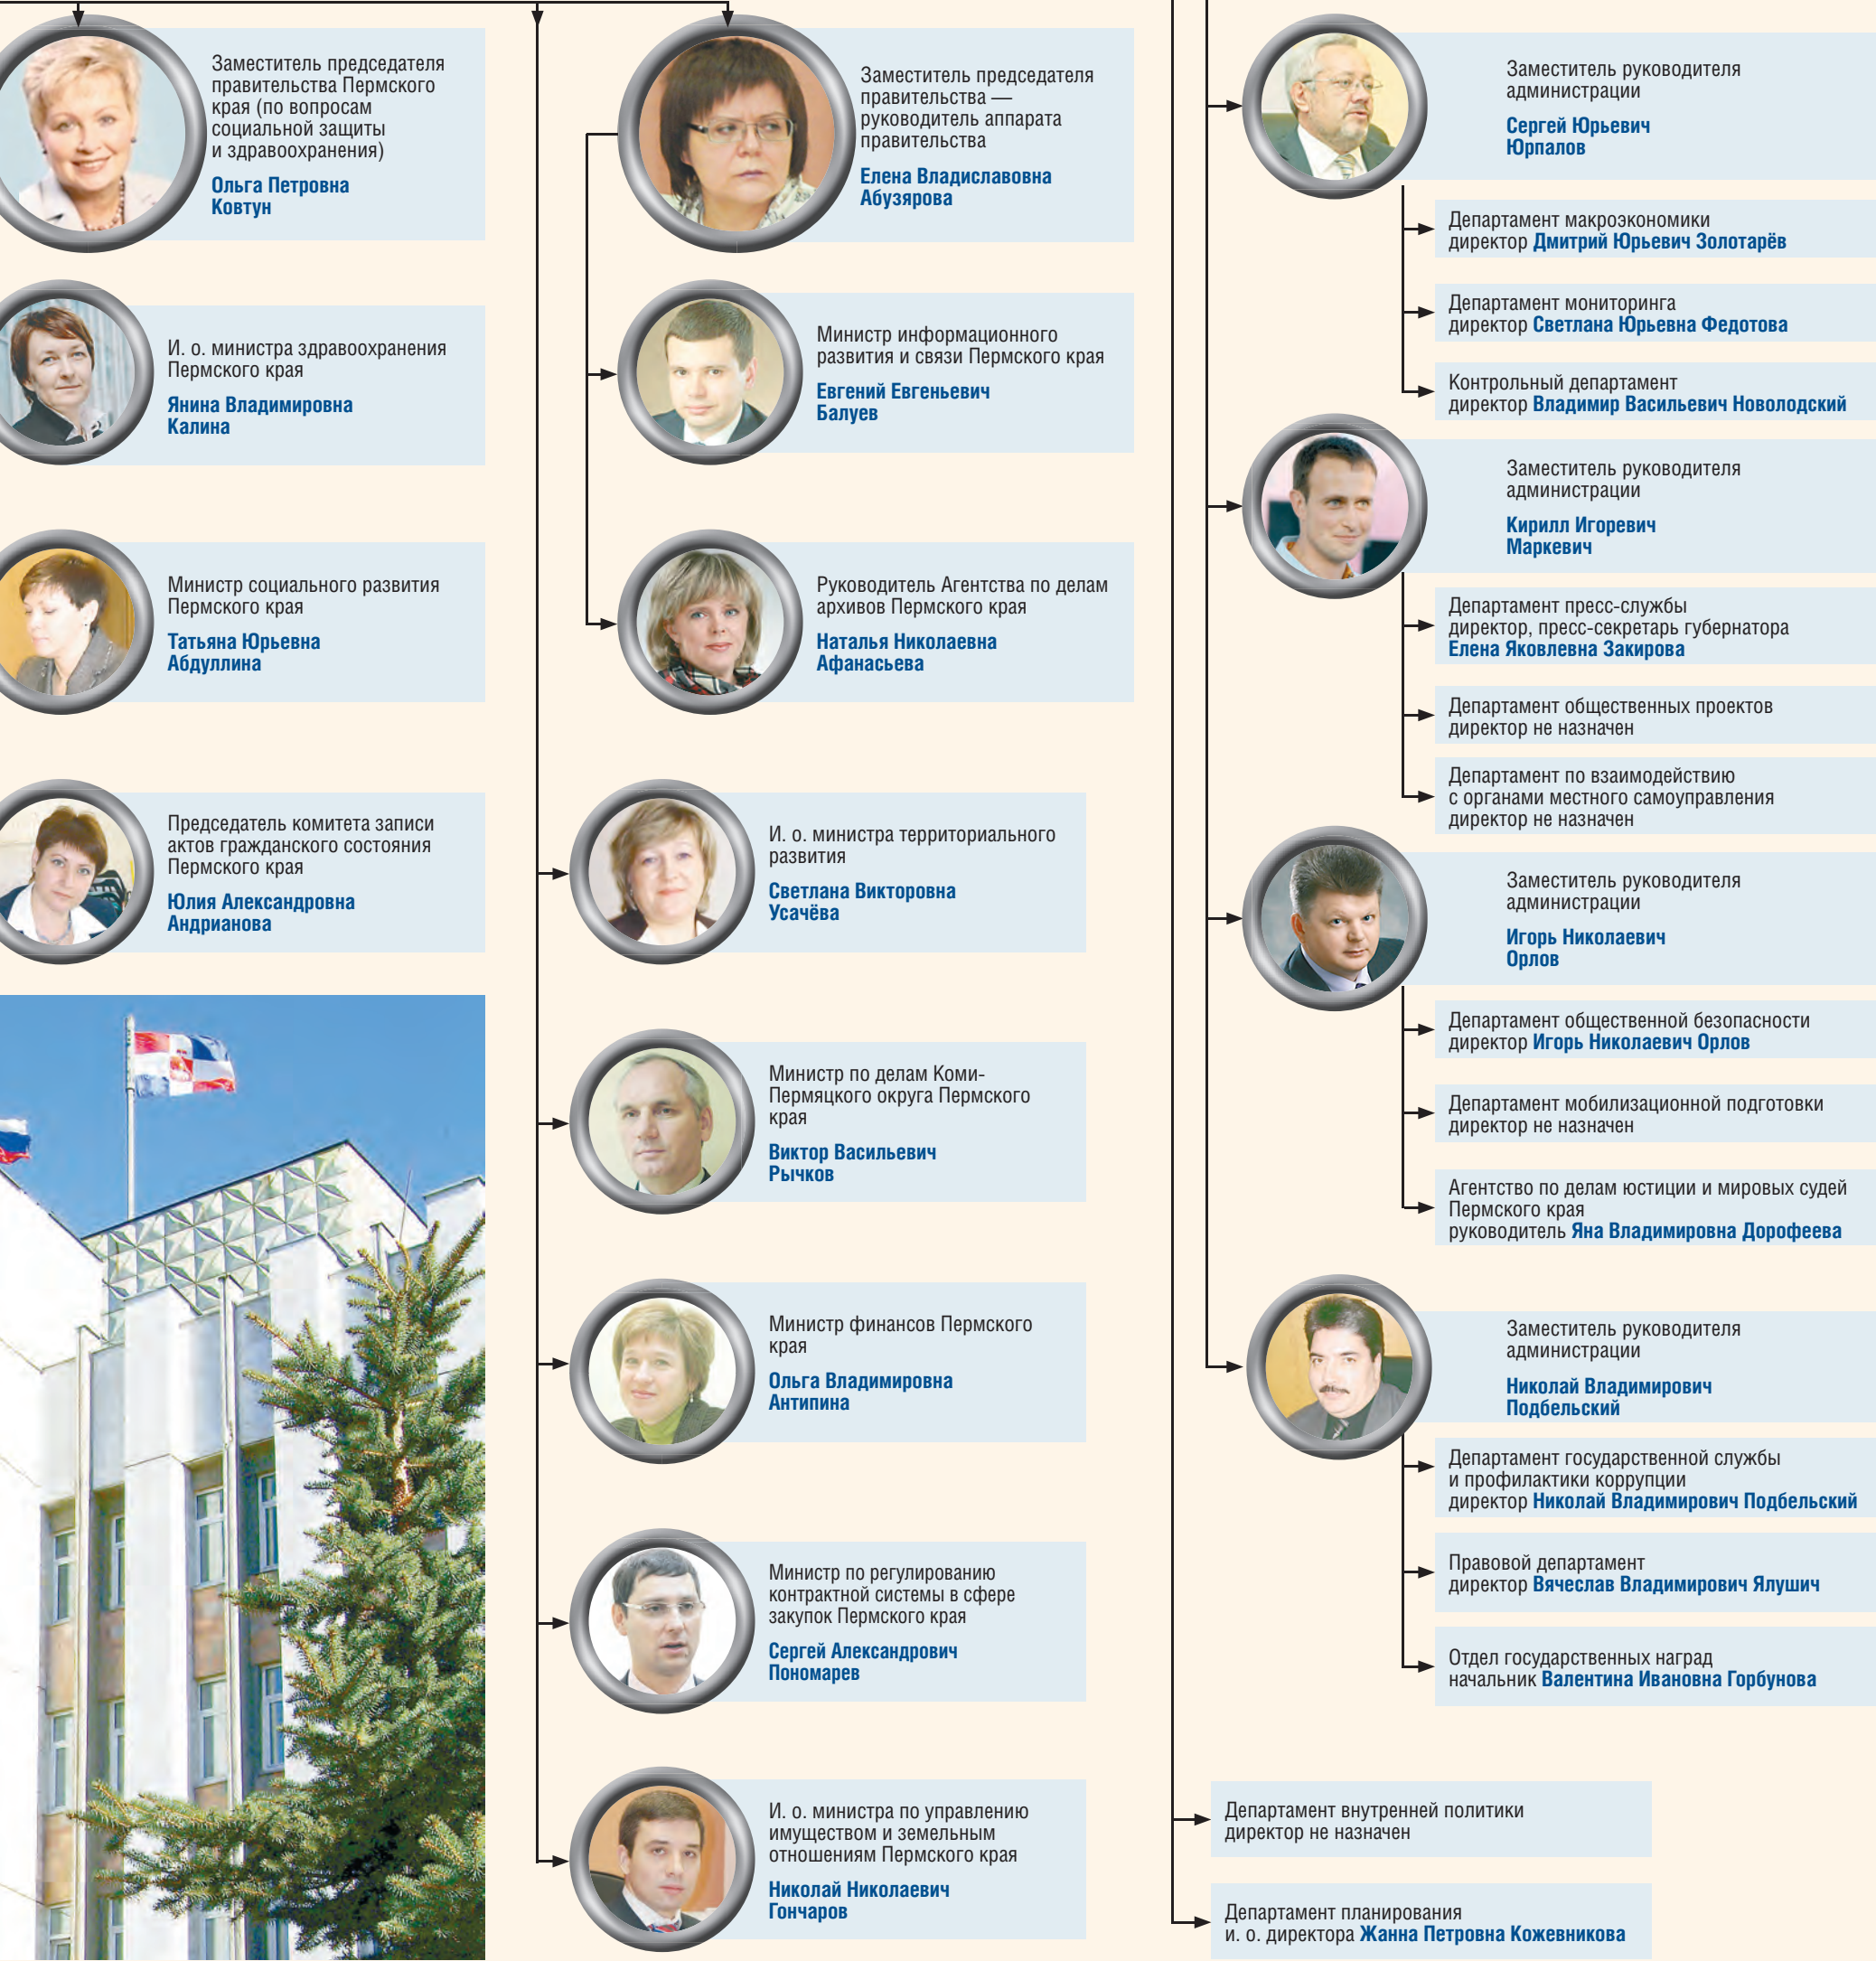 Заместитель председателя
правительства Пермского
края (по вопросам
социальной защиты
и здравоохранения)
Ольга Петровна
Ковтун
И. о. министра здравоохранения
Пермского края
Янина Владимировна
Калина
Министр социального развития
Пермского края
Татьяна Юрьевна
Абдуллина
Председатель комитета записи
актов гражданского состояния
Пермского края
Юлия Александровна
Андрианова
Заместитель председателя
правительства —
руководитель аппарата
правительства
Елена Владиславовна
Абузярова
Министр информационного
развития и связи Пермского края
Евгений Евгеньевич
Балуев
Руководитель Агентства по делам
архивов Пермского края
Наталья Николаевна
Афанасьева
И. о. министра территориального
развития
Светлана Викторовна
Усачёва
Министр по делам Коми-
Пермяцкого округа Пермского
края
Виктор Васильевич
Рычков
Министр финансов Пермского
края
Ольга Владимировна
Антипина
Министр по регулированию
контрактной системы в сфере
закупок Пермского края
Сергей Александрович
Пономарев
И. о. министра по управлению
имуществом и земельным
отношениям Пермского края
Николай Николаевич
Гончаров
Заместитель руководителя
администрации
Сергей Юрьевич
Юрпалов
Департамент макроэкономики
директор Дмитрий Юрьевич Золотарёв
Департамент мониторинга
директор Светлана Юрьевна Федотова
Контрольный департамент
директор Владимир Васильевич Новолодский
Заместитель руководителя
администрации
Кирилл Игоревич
Маркевич
Департамент пресс-службы
директор, пресс-секретарь губернатора
Елена Яковлевна Закирова
Департамент общественных проектов
директор не назначен
Департамент по взаимодействию
с органами местного самоуправления
директор не назначен
Заместитель руководителя
администрации
Игорь Николаевич
Орлов
Департамент общественной безопасности
директор Игорь Николаевич Орлов
Департамент мобилизационной подготовки
директор не назначен
Агентство по делам юстиции и мировых судей
Пермского края
руководитель Яна Владимировна Дорофеева
Заместитель руководителя
администрации
Николай Владимирович
Подбельский
Департамент государственной службы
и профилактики коррупции
директор Николай Владимирович Подбельский
Правовой департамент
директор Вячеслав Владимирович Ялушич
Отдел государственных наград
начальник Валентина Ивановна Горбунова
Департамент внутренней политики
директор не назначен
Департамент планирования
и. о. директора Жанна Петровна Кожевникова